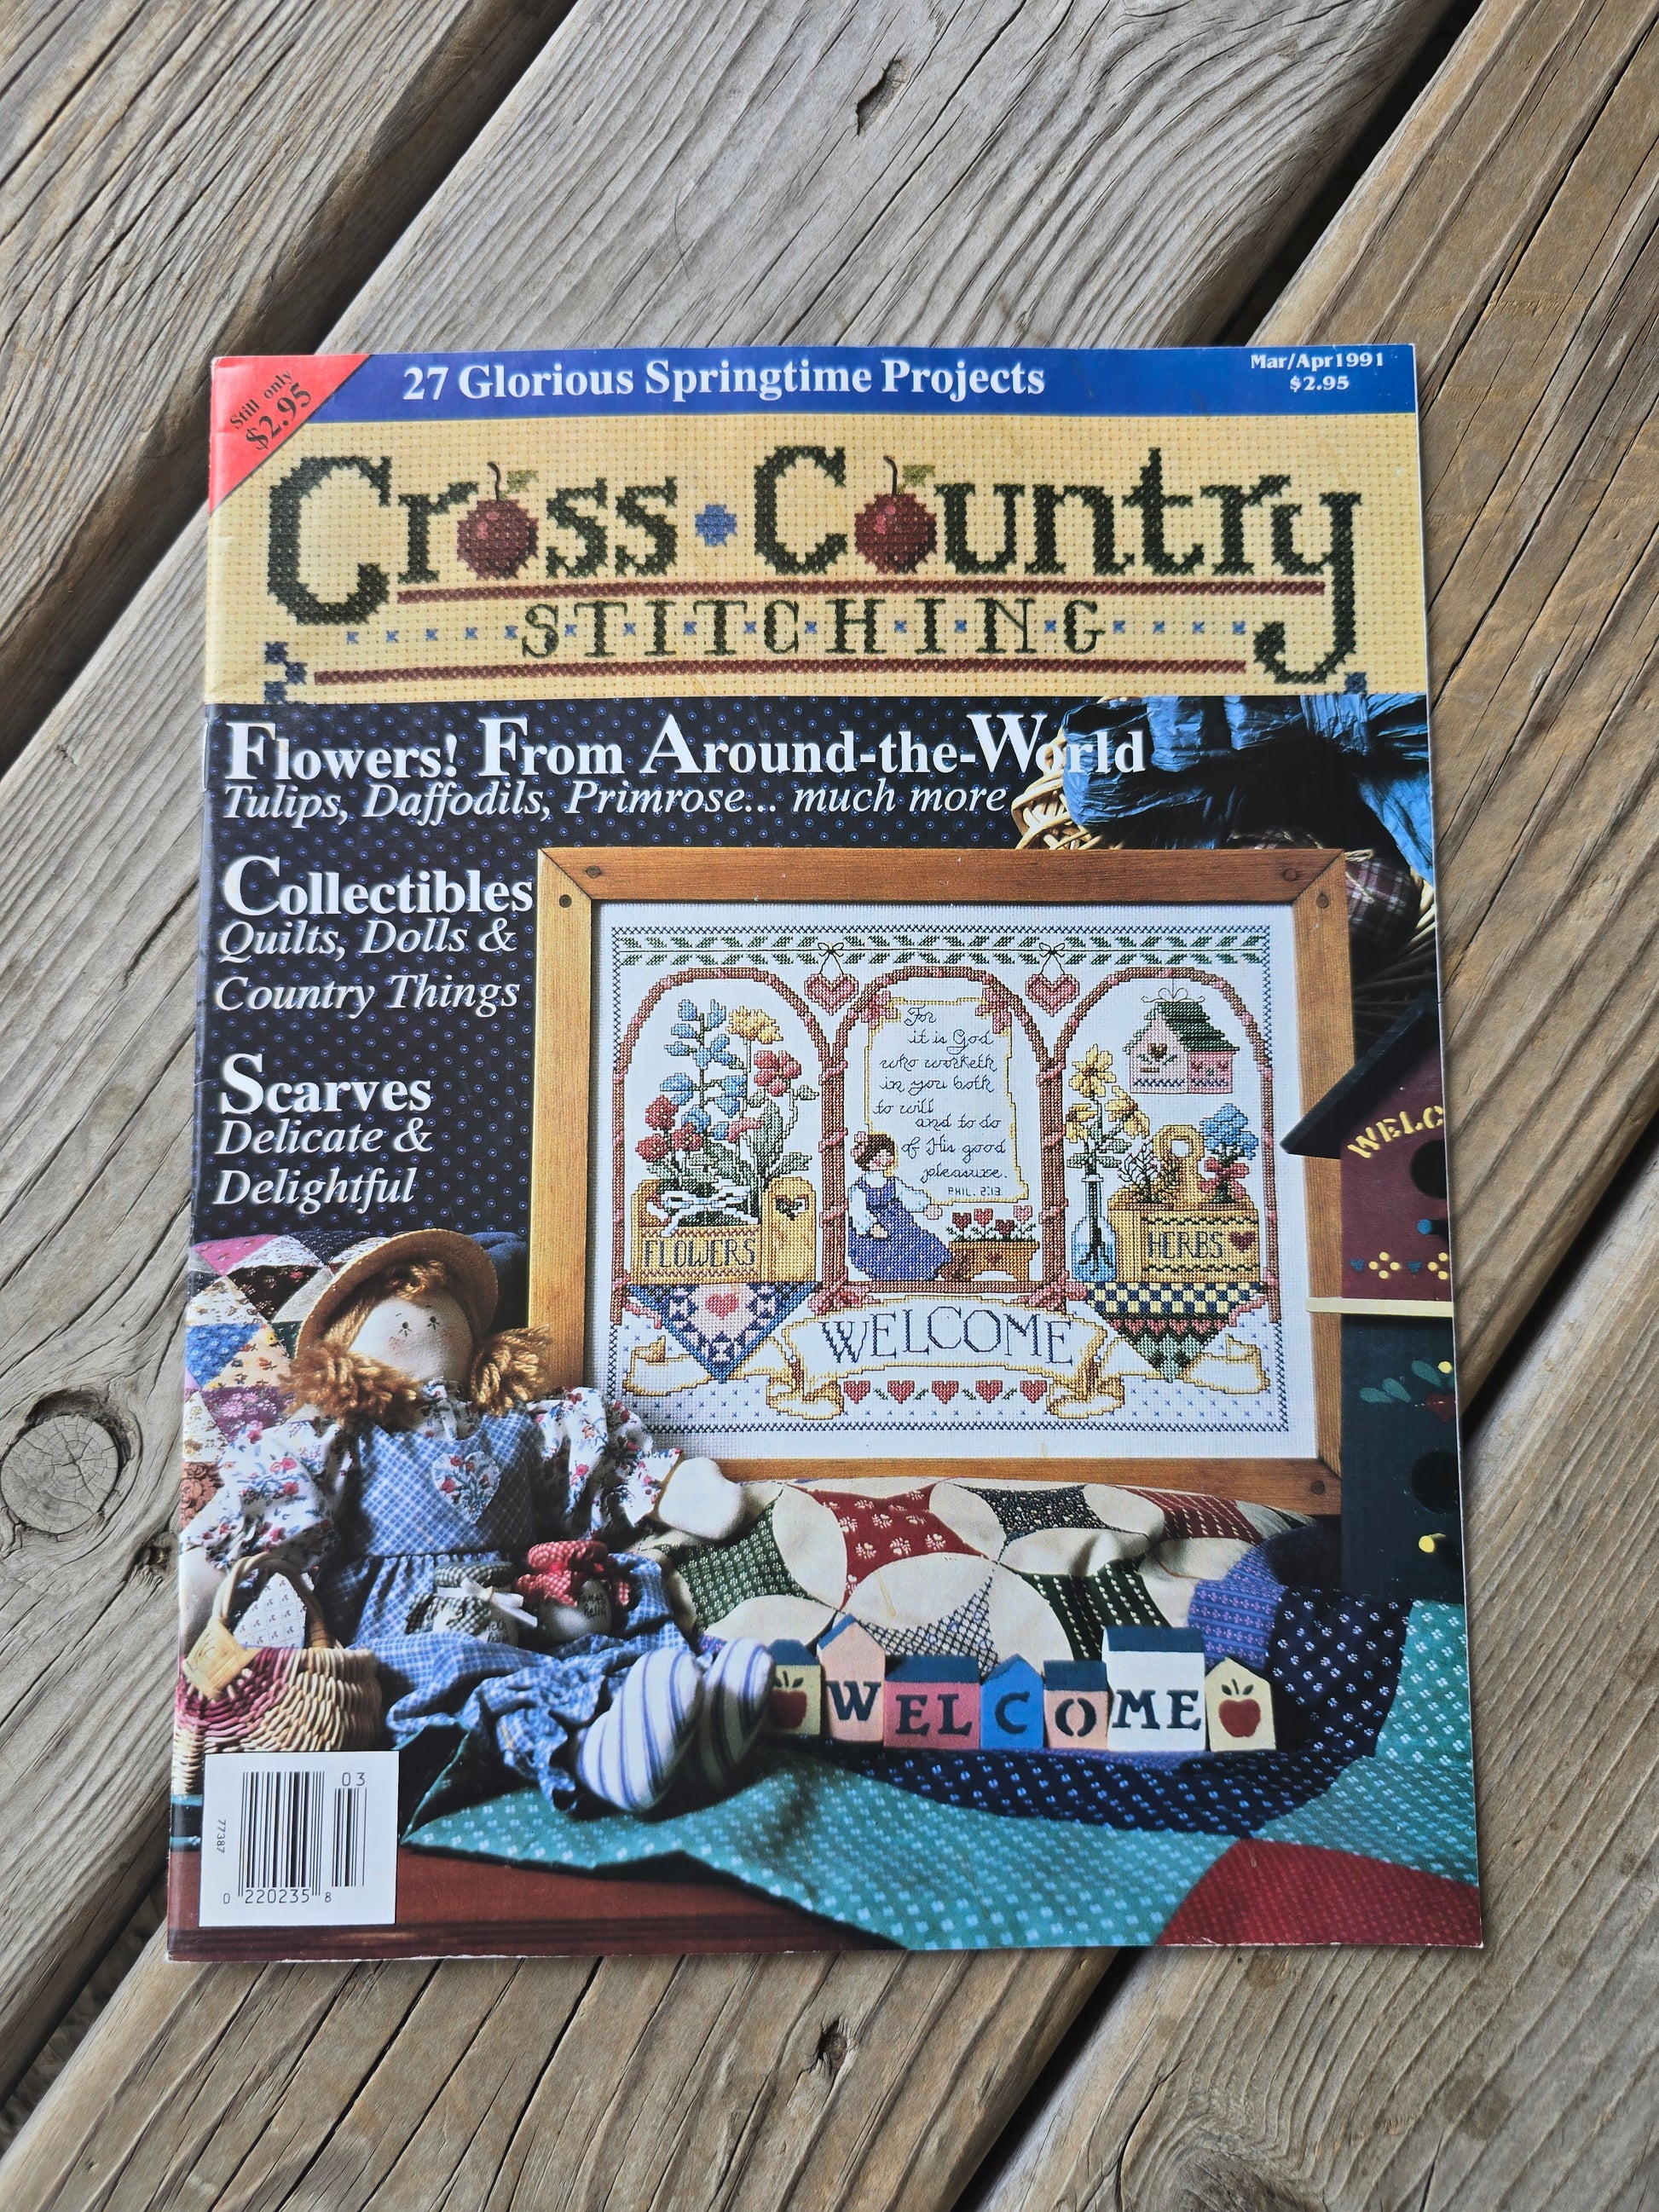 Still only
$2.95
27 Glorious Springtime Projects
Mar/Apr1991
$2.95
Cross•Country
STITCHING
Flowers! From Around-the-World
Tulips, Daffodils, Primrose... much more
Collectibles
Quilts, Dolls &
Country Things
Scarves
Delicate &
Delightful
For
it is God
who worketh
in you both
to will
and to do
of His good
pleasure.
PHIL. 2:13
FLOWERS
HERBS
WELCOME
WELC
WELCOME
03
77387
0 220235 8